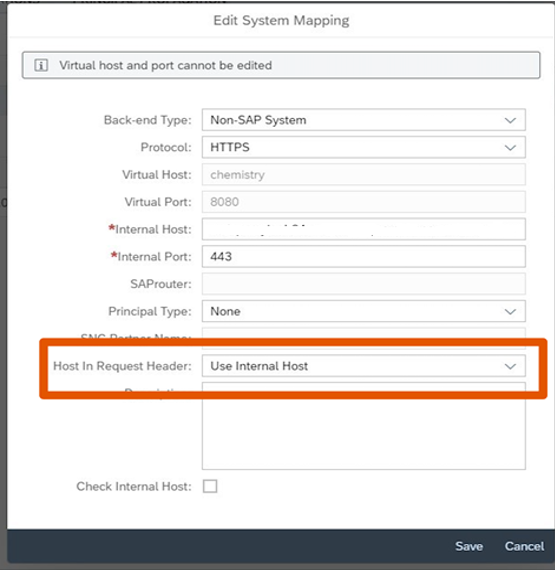 Edit System Mapping
Virtual host and port cannot be edited
Back-end Type: Non-SAP System
Protocol: HTTPS
Virtual Host: chemistry
Virtual Port: 8080
*Internal Host:
*Internal Port: 443
SAProuter:
Principal Type: None
SNC Partner Name:
Host In Request Header: Use Internal Host
Description:
Check Internal Host:
Save Cancel